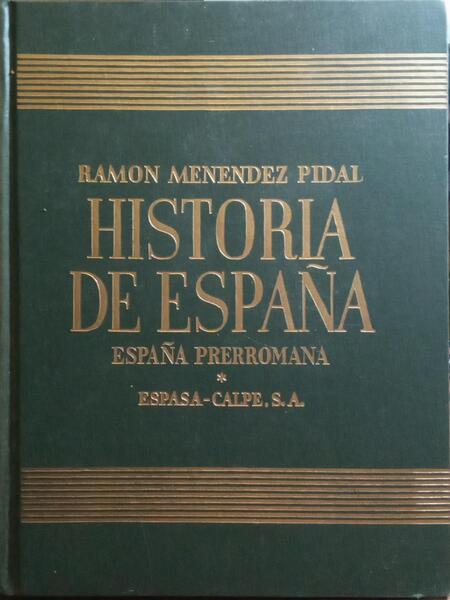 RAMON MENENDEZ PIDAL
HISTORIA
DE ESPAÑA
ESPAÑA PRERROMANA
*
ESPASA-CALPE, S.A.